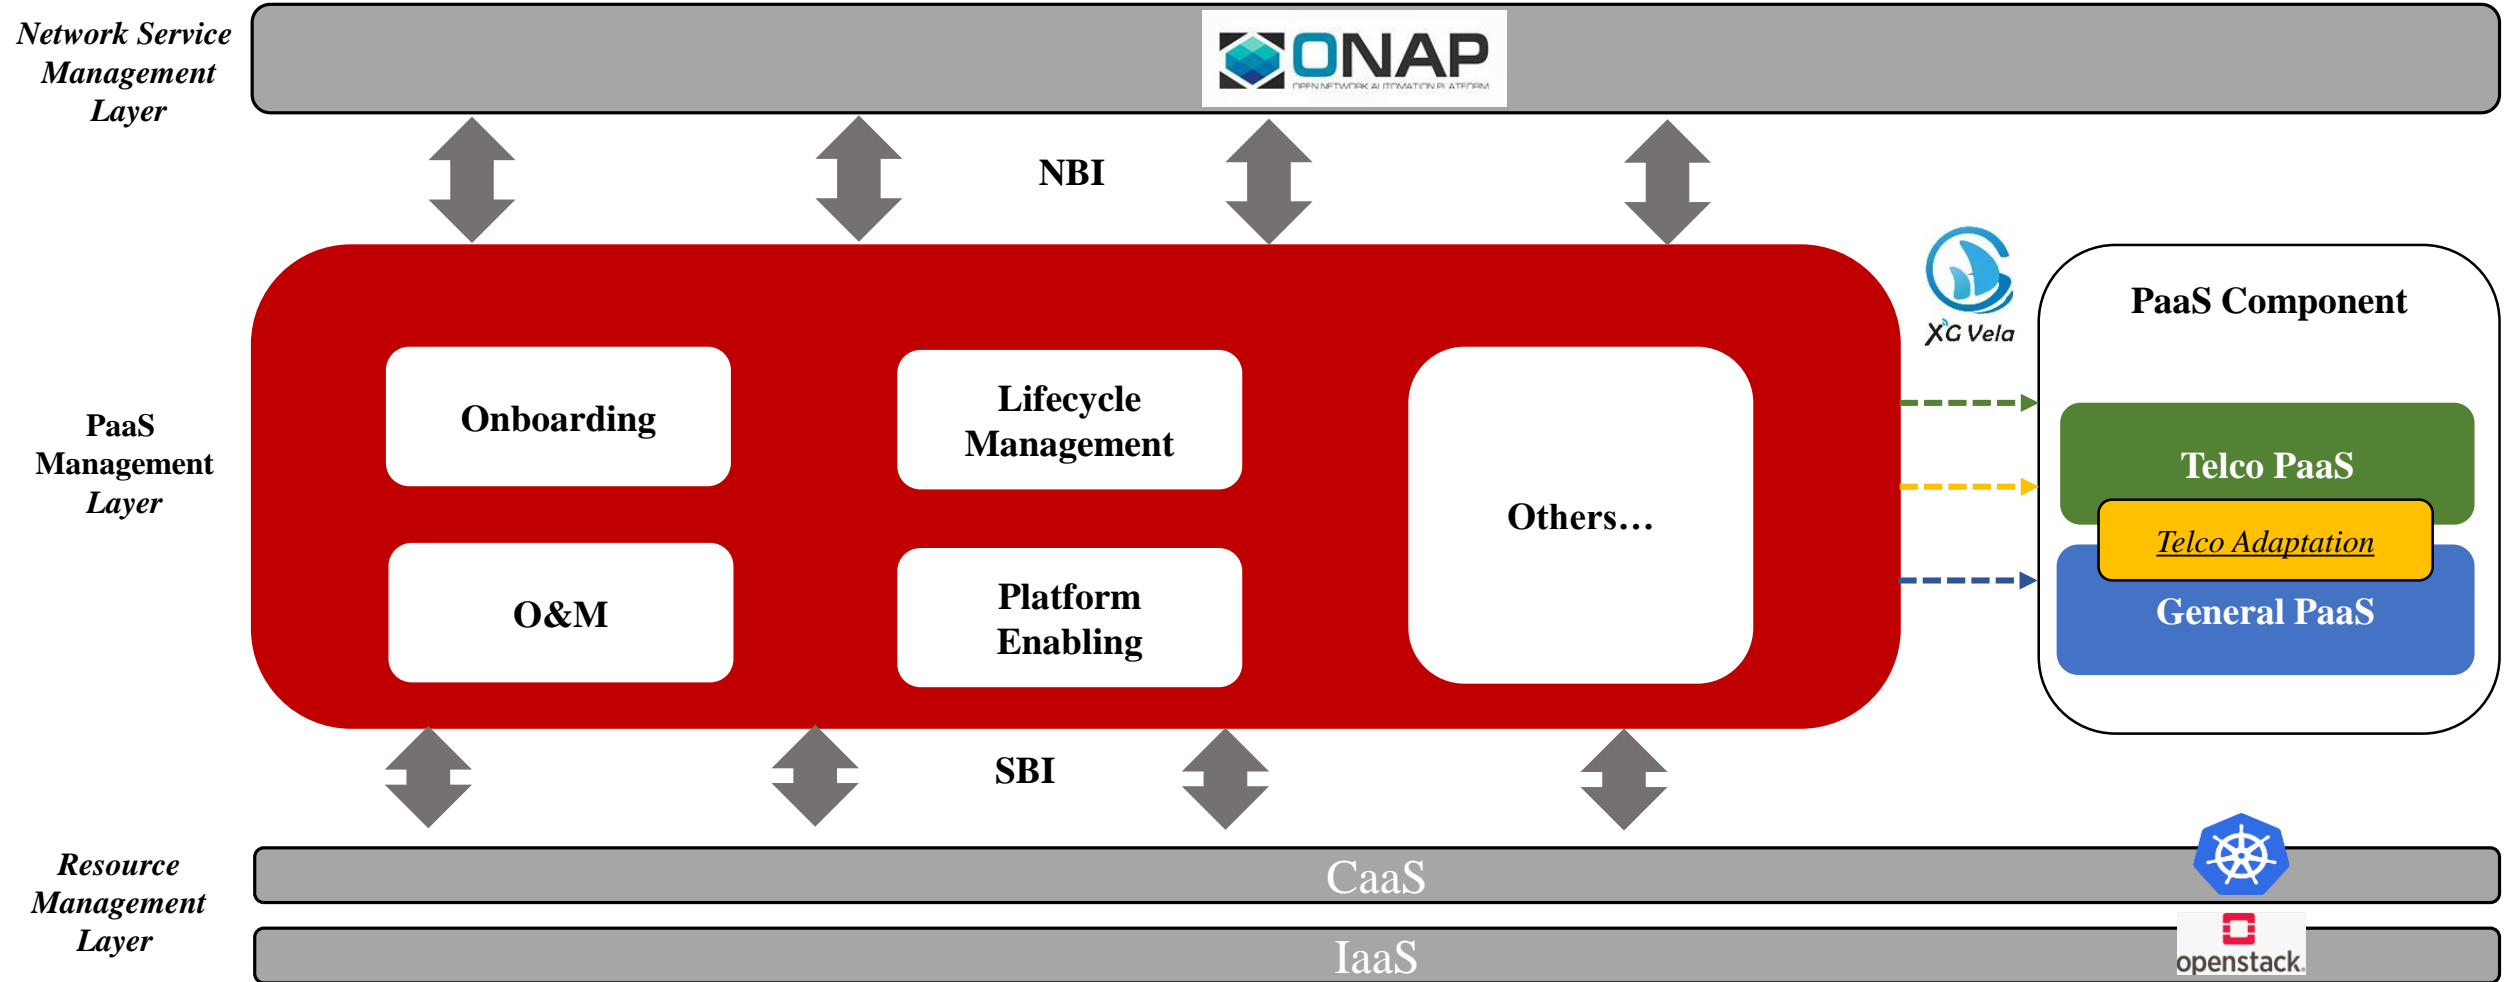 Network Service
Management
Layer
ONAP
OPEN NETWORK AUTOMATION PLATFORM
NBI
XG Vela
PaaS Component
PaaS
Management
Layer
Onboarding
Lifecycle
Management
Others…
O&M
Platform
Enabling
Telco PaaS
Telco Adaptation
General PaaS
SBI
Resource
Management
Layer
CaaS
IaaS
openstack.